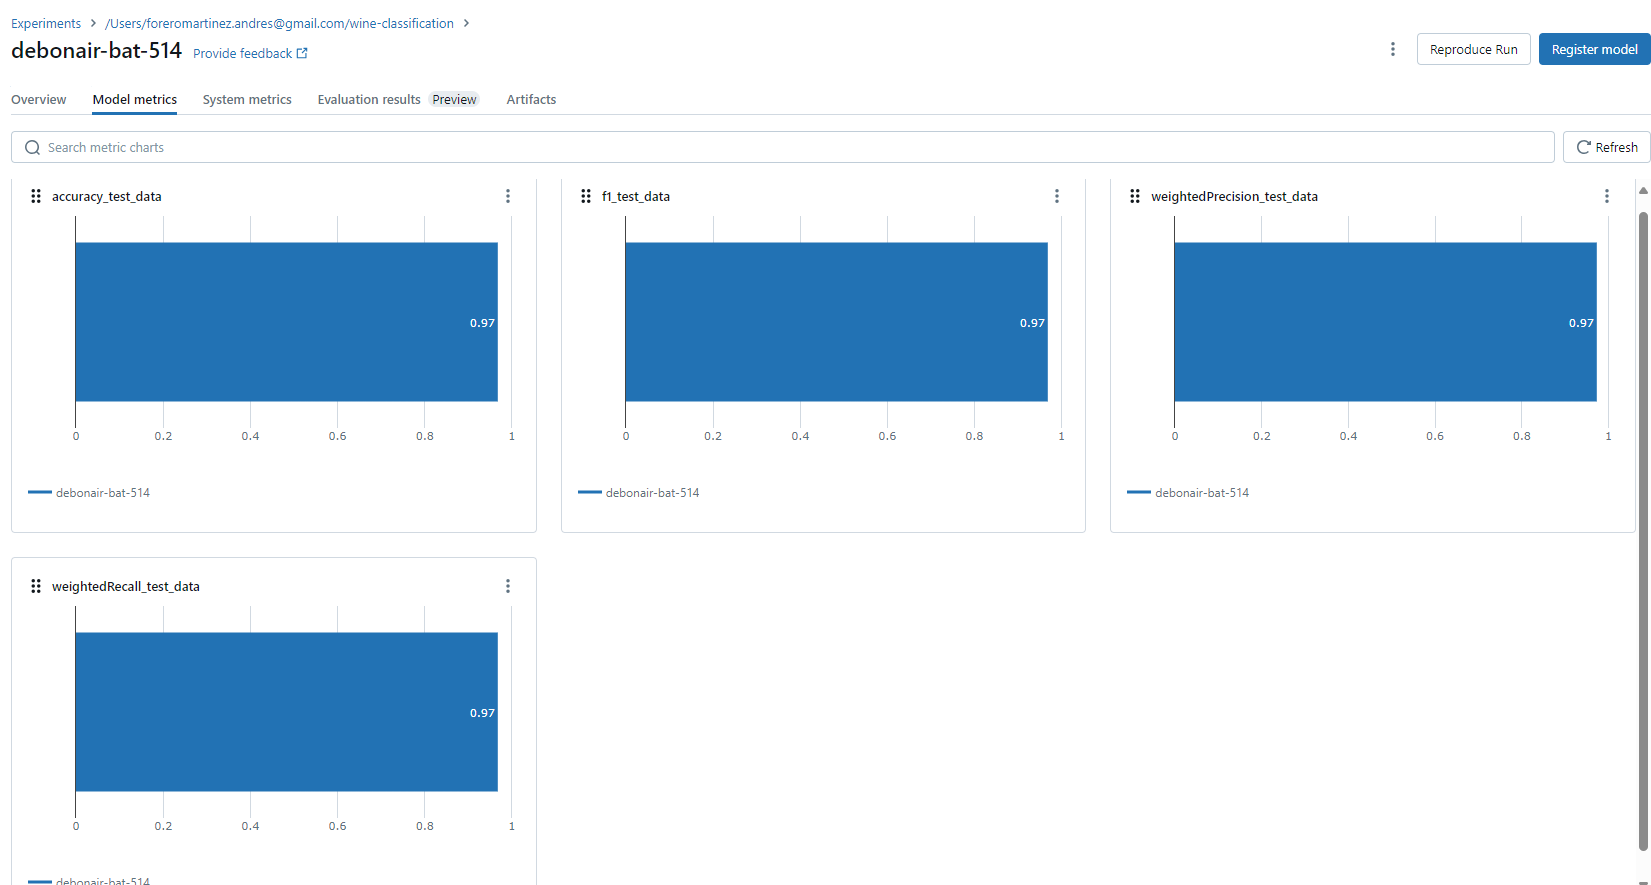 Experiments > /Users/foreromartinez.andres@gmail.com/wine-classification >
debonair-bat-514 Provide feedback
Reproduce Run
Register model
Overview Model metrics System metrics Evaluation results Preview Artifacts
Search metric charts
Refresh
accuracy_test_data
0.97
0 0.2 0.4 0.6 0.8 1
debonair-bat-514
f1_test_data
0.97
0 0.2 0.4 0.6 0.8 1
debonair-bat-514
weightedPrecision_test_data
0.97
0 0.2 0.4 0.6 0.8 1
debonair-bat-514
weightedRecall_test_data
0.97
0 0.2 0.4 0.6 0.8 1
debonair-bat-514